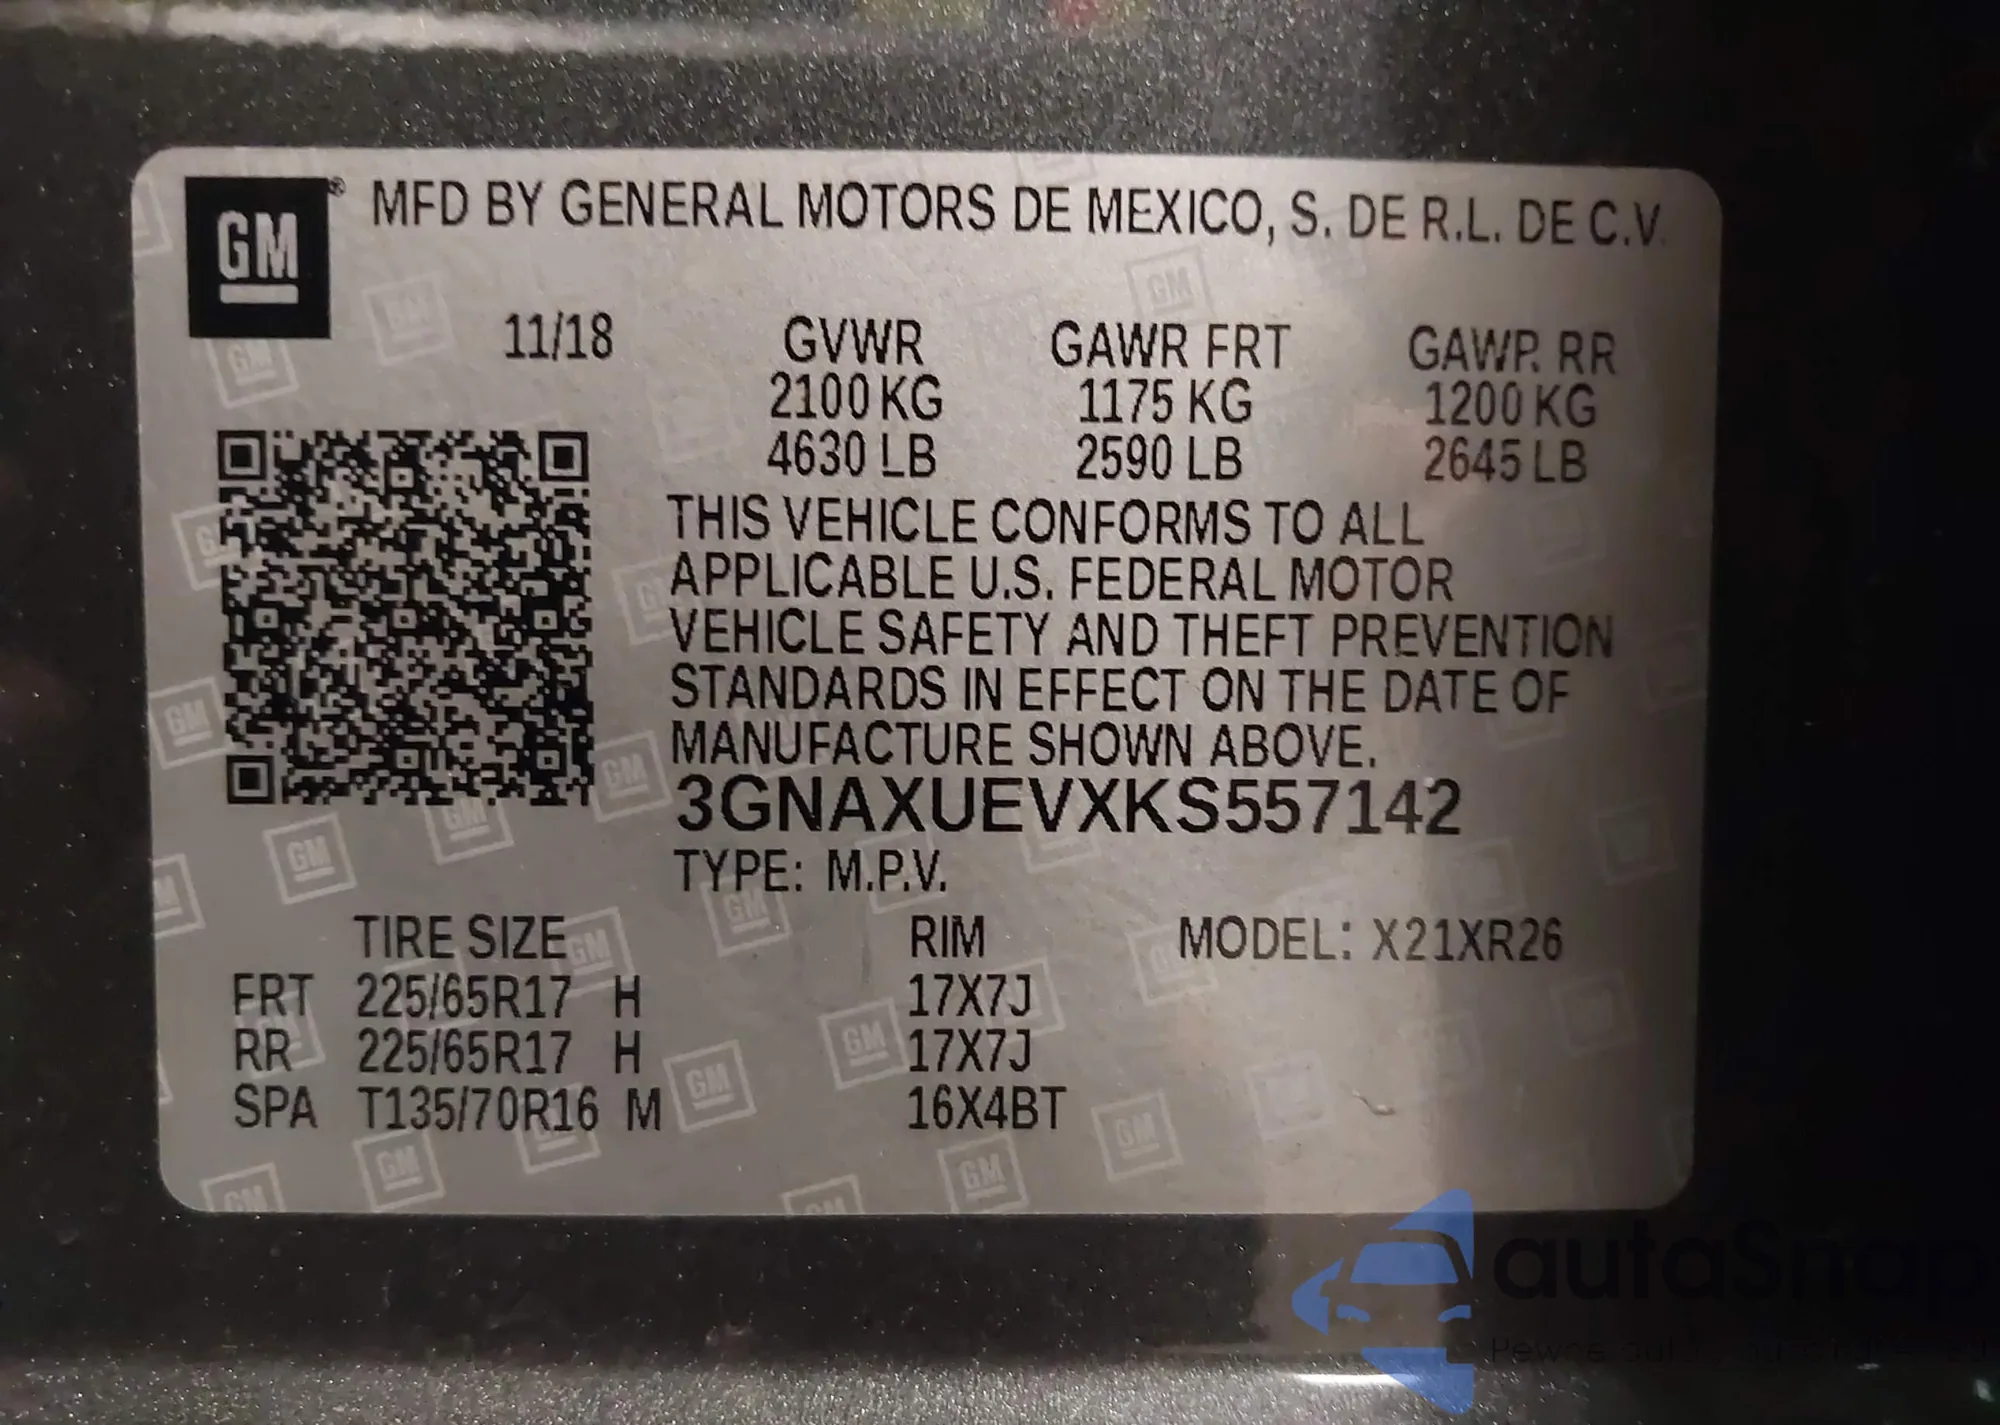 GM
® MFD BY GENERAL MOTORS DE MEXICO, S. DE R.L. DE C.V.
11/18 GVWR GAWR FRT GAWR RR
2100 KG 1175 KG 1200 KG
4630 LB 2590 LB 2645 LB
THIS VEHICLE CONFORMS TO ALL
APPLICABLE U.S. FEDERAL MOTOR
VEHICLE SAFETY AND THEFT PREVENTION
STANDARDS IN EFFECT ON THE DATE OF
MANUFACTURE SHOWN ABOVE.
3GNAXUEVXKS557142
TYPE: M.P.V.
TIRE SIZE RIM MODEL: X21XR26
FRT 225/65R17 H 17X7J
RR 225/65R17 H 17X7J
SPA T135/70R16 M 16X4BT
autaSnap
Pewne auta